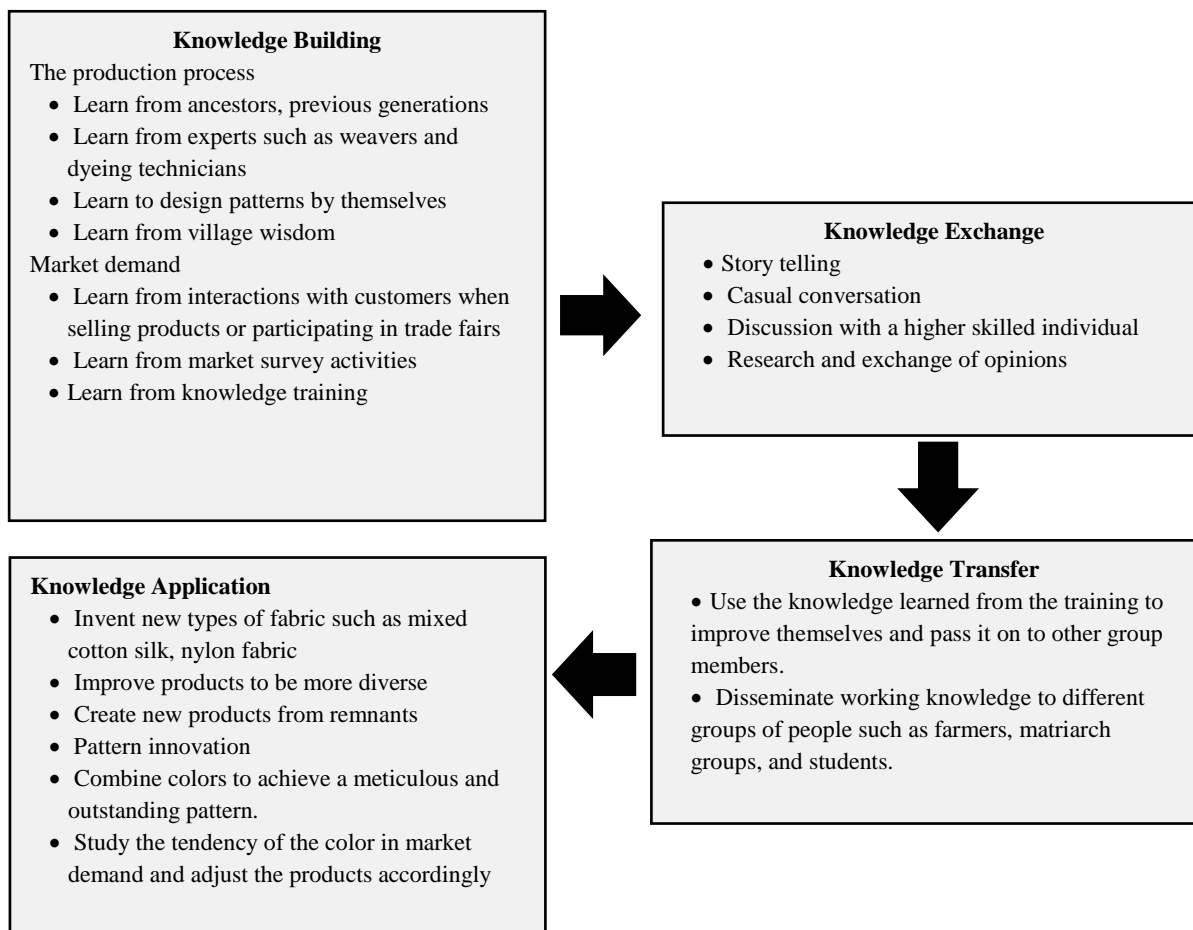 Knowledge Building
The production process
• Learn from ancestors, previous generations
• Learn from experts such as weavers and
dyeing technicians
• Learn to design patterns by themselves
• Learn from village wisdom
Market demand
• Learn from interactions with customers when
selling products or participating in trade fairs
• Learn from market survey activities
• Learn from knowledge training
Knowledge Exchange
• Story telling
• Casual conversation
• Discussion with a higher skilled individual
• Research and exchange of opinions
Knowledge Transfer
• Use the knowledge learned from the training to
improve themselves and pass it on to other group
members.
• Disseminate working knowledge to different
groups of people such as farmers, matriarch
groups, and students.
Knowledge Application
• Invent new types of fabric such as mixed
cotton silk, nylon fabric
• Improve products to be more diverse
• Create new products from remnants
• Pattern innovation
• Combine colors to achieve a meticulous and
outstanding pattern.
• Study the tendency of the color in market
demand and adjust the products accordingly